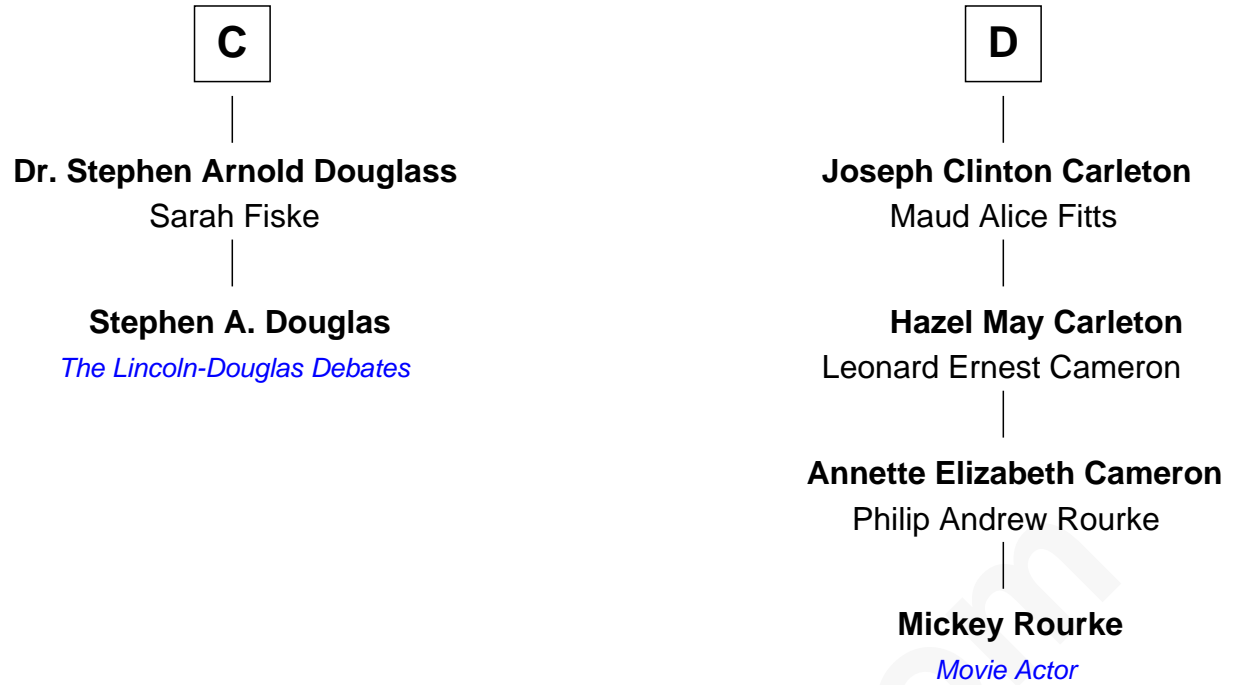 C
Dr. Stephen Arnold Douglass
Sarah Fiske
Stephen A. Douglas
The Lincoln-Douglas Debates
D
Joseph Clinton Carleton
Maud Alice Fitts
Hazel May Carleton
Leonard Ernest Cameron
Annette Elizabeth Cameron
Philip Andrew Rourke
Mickey Rourke
Movie Actor